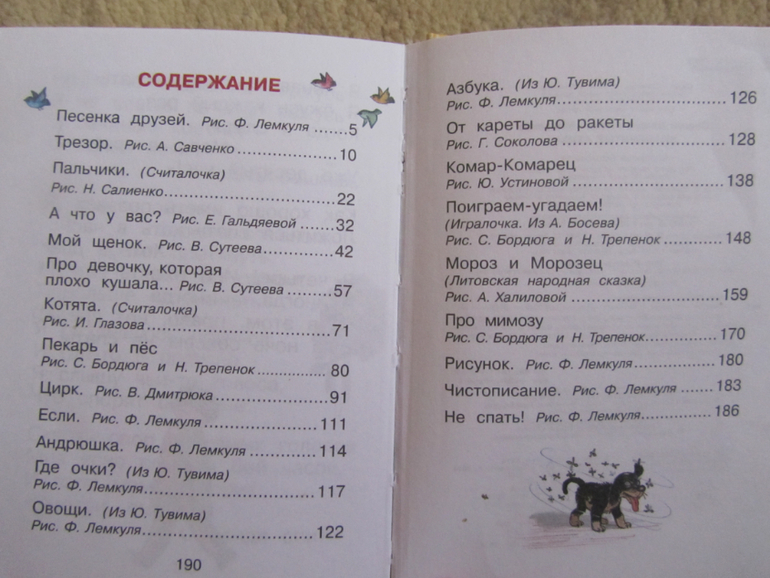 СОДЕРЖАНИЕ
Песенка друзей. Рис. Ф. Лемкуля ......5
Трезор. Рис. А. Савченко ................10
Пальчики. (Считалочка)
Рис. Н. Салиенко..........................22
А что у вас? Рис. Е. Гальдяевой ........32
Мой щенок. Рис. В. Сутеева ............42
Про девочку, которая
плохо кушала... Рис. В. Сутеева ........57
Котята. (Считалочка)
Рис. И. Глазова............................71
Пекарь и пёс
Рис. С. Бордюга и Н. Трепенок ..........80
Цирк. Рис. В. Дмитрюка..................91
Если. Рис. Ф. Лемкуля ..................111
Андрюшка. Рис. Ф. Лемкуля ............114
Где очки? (Из Ю. Тувима)
Рис. Ф. Лемкуля..........................117
Овощи. (Из Ю. Тувима)
Рис. Ф. Лемкуля..........................122
190
Азбука. (Из Ю. Тувима)
Рис. Ф. Лемкуля..........................126
От кареты до ракеты
Рис. Г. Соколова..........................128
Комар-Комарец
Рис. Ю. Устиновой........................138
Поиграем-угадаем!
(Игралочка. Из А. Босева)
Рис. С. Бордюга и Н. Трепенок ........148
Мороз и Морозец
(Литовская народная сказка)
Рис. А. Халиловой........................159
Про мимозу
Рис. С. Бордюга и Н. Трепенок..........170
Рисунок. Рис. Ф. Лемкуля ..............180
Чистописание. Рис. Ф. Лемкуля ........183
Не спать! Рис. Ф. Лемкуля ..............186